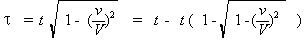 τ = t √(1 - (v/V)²) = t - t ( 1 - √(1 - (v/V)²) )